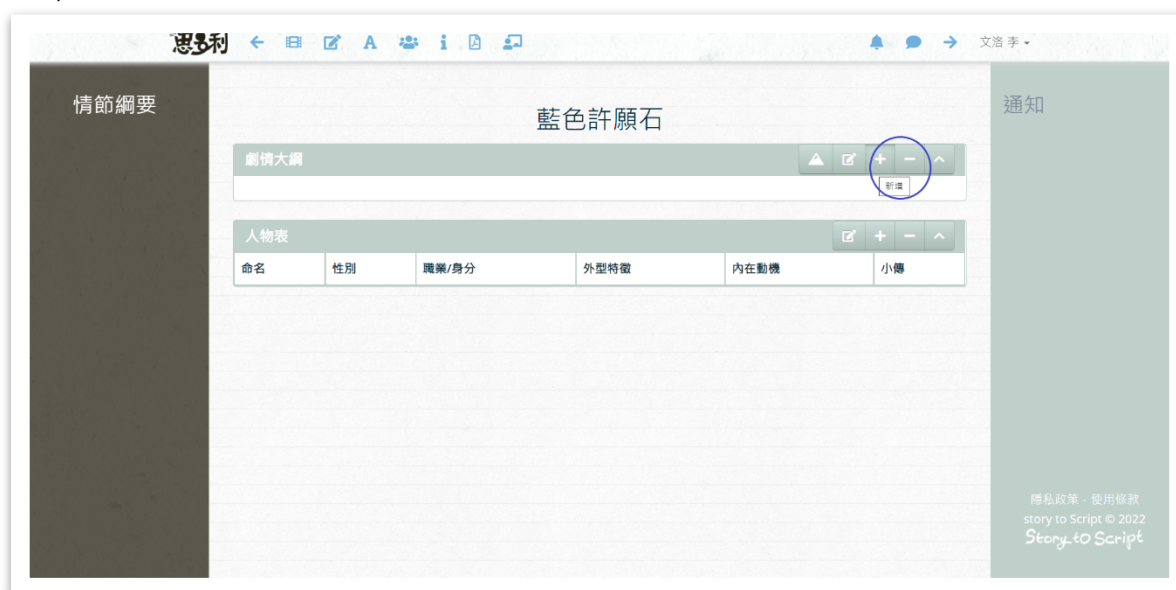 思多利
A
i
文洛 李
情節綱要
藍色許願石
通知
劇情大綱
新增
人物表
命名 性別 職業/身分 外型特徵 內在動機 小傳
隱私政策 - 使用條款
story to Script © 2022
Story to Script